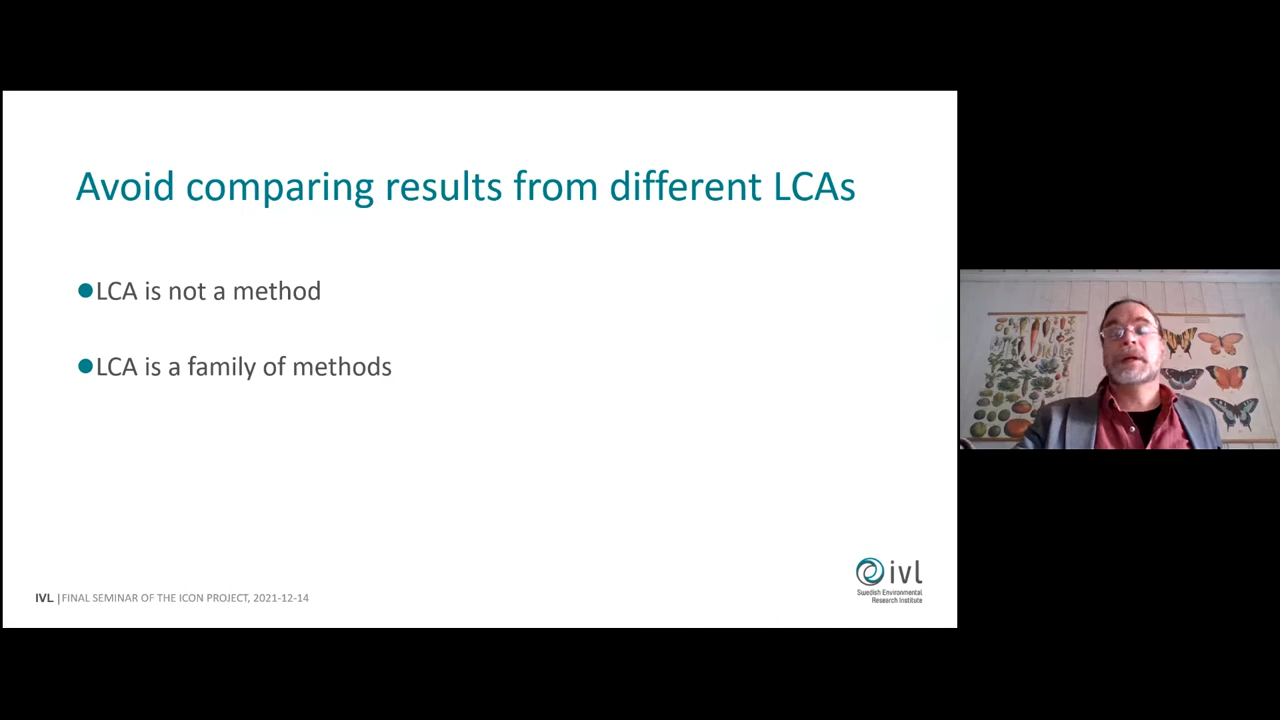 Avoid comparing results from different LCAs
●LCA is not a method
●LCA is a family of methods
IVL | FINAL SEMINAR OF THE ICON PROJECT, 2021-12-14
ivl
Swedish Environmental
Research Institute